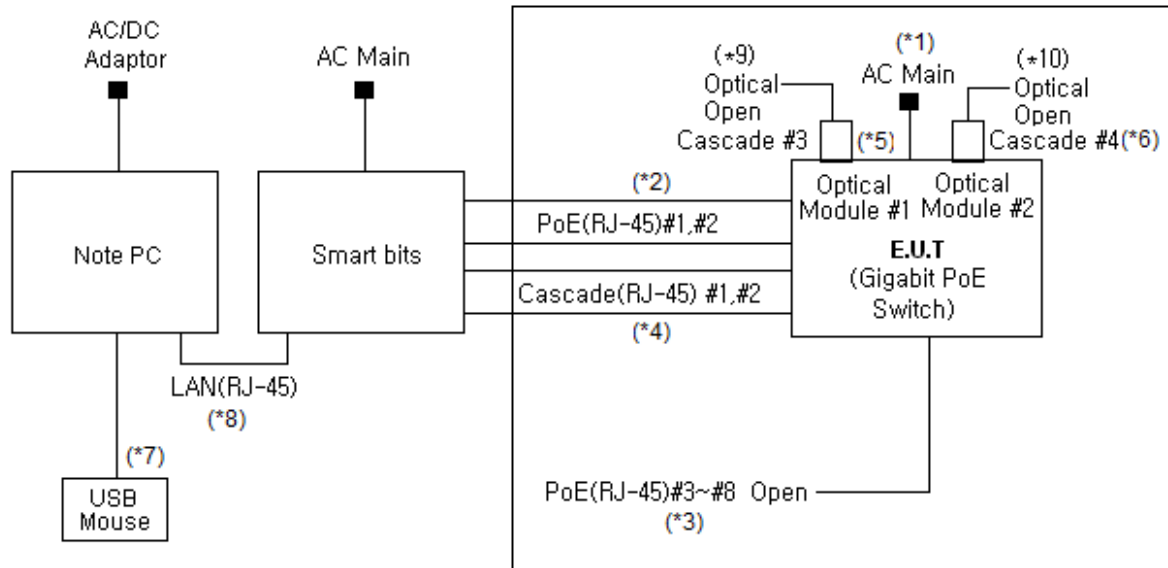 AC/DC
Adaptor
AC Main
(*1)
AC Main
(*9)
Optical
Open
Cascade #3
(*5)
(*10)
Optical
Open
Cascade #4(*6)
Note PC
Smart bits
(*2)
PoE(RJ-45)#1,#2
Cascade(RJ-45) #1,#2
(*4)
Optical
Module #1
Optical
Module #2
E.U.T
(Gigabit PoE
Switch)
LAN(RJ-45)
(*8)
(*7)
USB
Mouse
PoE(RJ-45)#3~#8 Open
(*3)